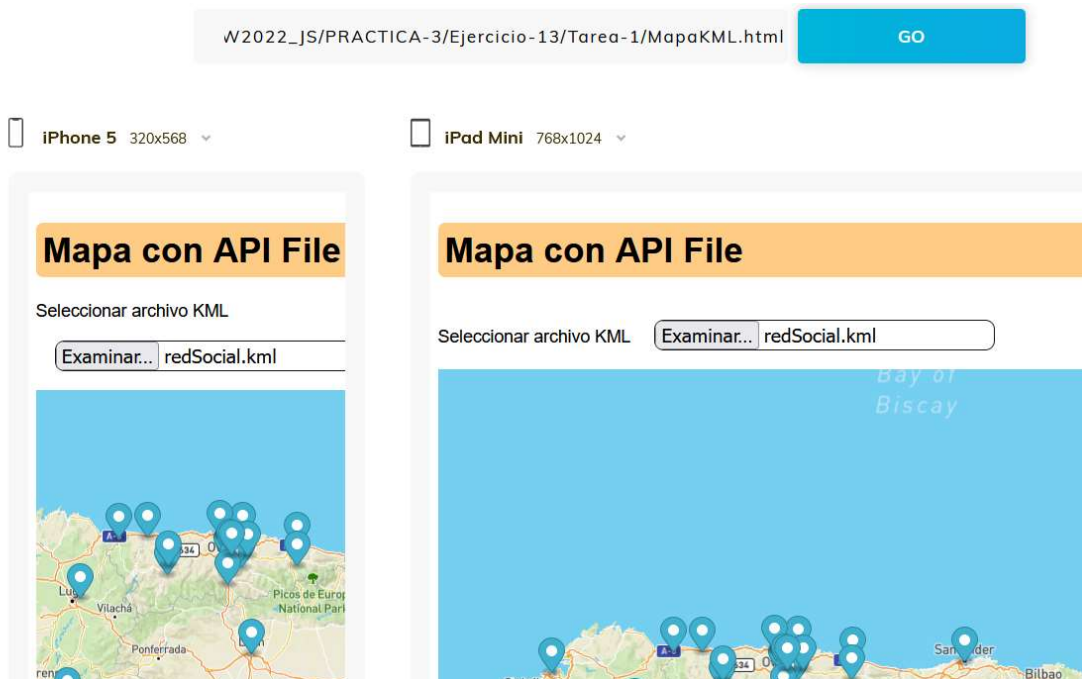 W2022_JS/PRACTICA-3/Ejercicio-13/Tarea-1/MapaKML.html GO
iPhone 5 320x568
Mapa con API File
Seleccionar archivo KML
Examinar... redSocial.kml
Vilachá
Picos de Europ
National Park
Ponferrada
iPad Mini 768x1024
Mapa con API File
Seleccionar archivo KML Examinar... redSocial.kml
Bay of
Biscay
Bilbao